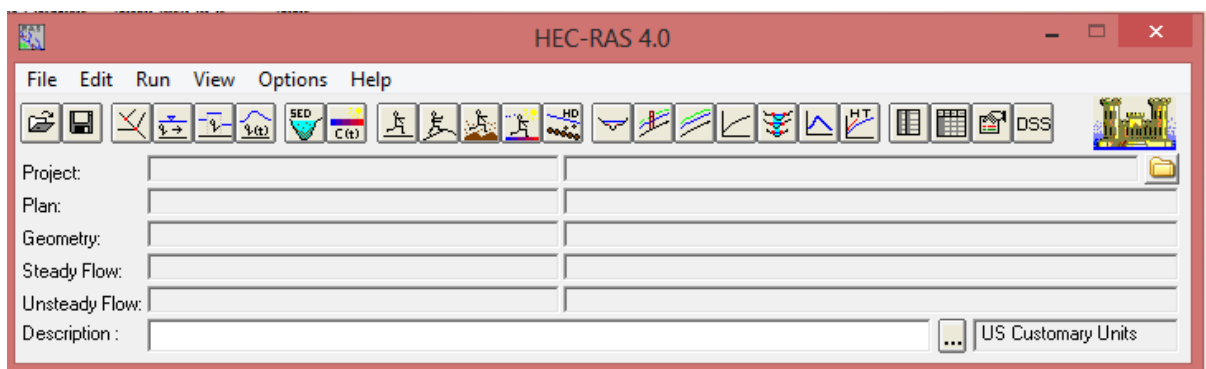 HEC-RAS 4.0
File Edit Run View Options Help
SED C(t) HD HT DSS
Project:
Plan:
Geometry:
Steady Flow:
Unsteady Flow:
Description : ... US Customary Units